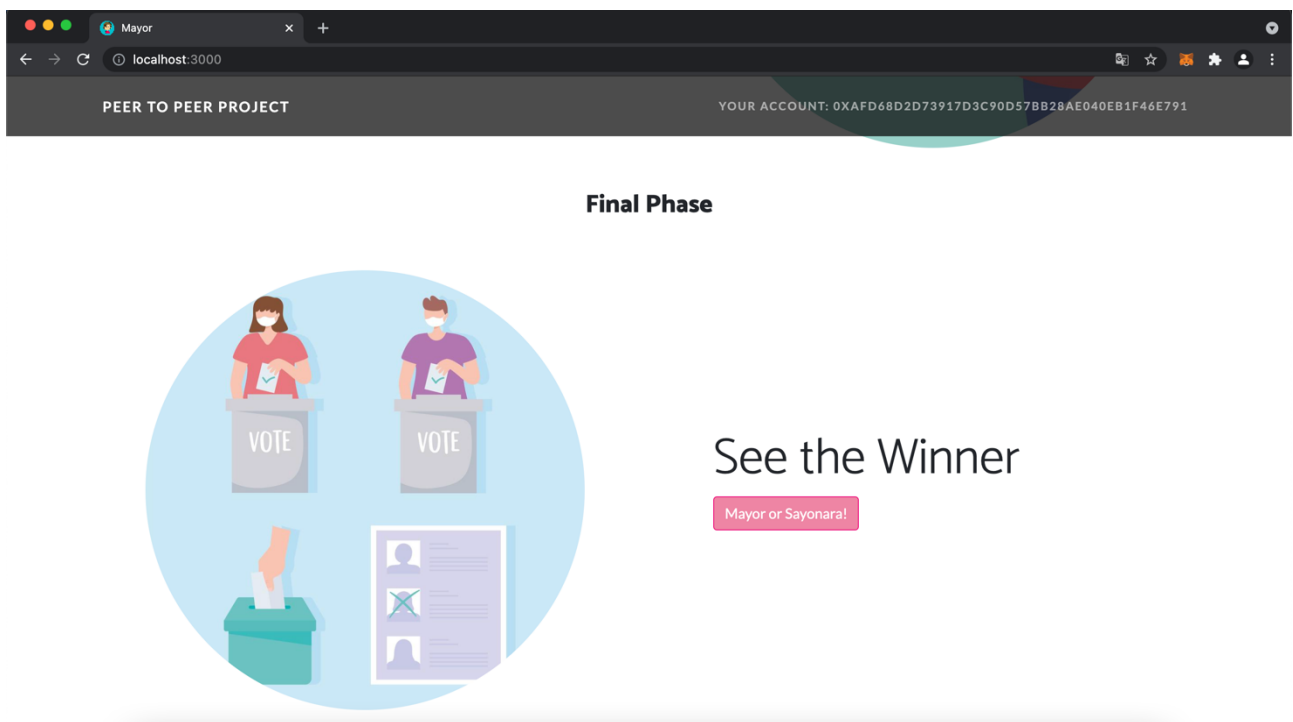 Mayor
localhost:3000
PEER TO PEER PROJECT
YOUR ACCOUNT: 0XAFD68D2D73917D3C90D57BB28AE040EB1F46E791
Final Phase
VOTE VOTE
See the Winner
Mayor or Sayonara!